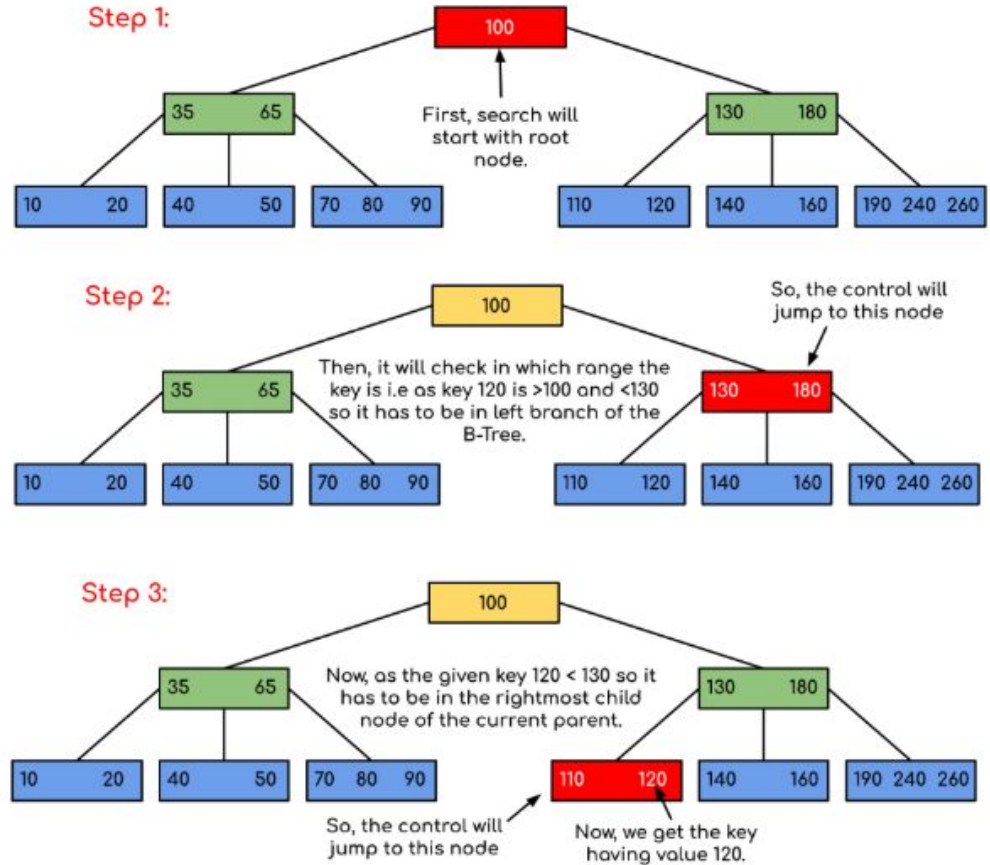 Step 1:
100
First, search will
start with root
node.
35 65
130 180
10 20
40 50
70 80 90
110 120
140 160
190 240 260
Step 2:
100
So, the control will
jump to this node
Then, it will check in which range the
key is i.e as key 120 is >100 and <130
so it has to be in left branch of the
B-Tree.
35 65
130 180
10 20
40 50
70 80 90
110 120
140 160
190 240 260
Step 3:
100
Now, as the given key 120 < 130 so it
has to be in the rightmost child
node of the current parent.
35 65
130 180
10 20
40 50
70 80 90
110 120
140 160
190 240 260
So, the control will
jump to this node
Now, we get the key
having value 120.